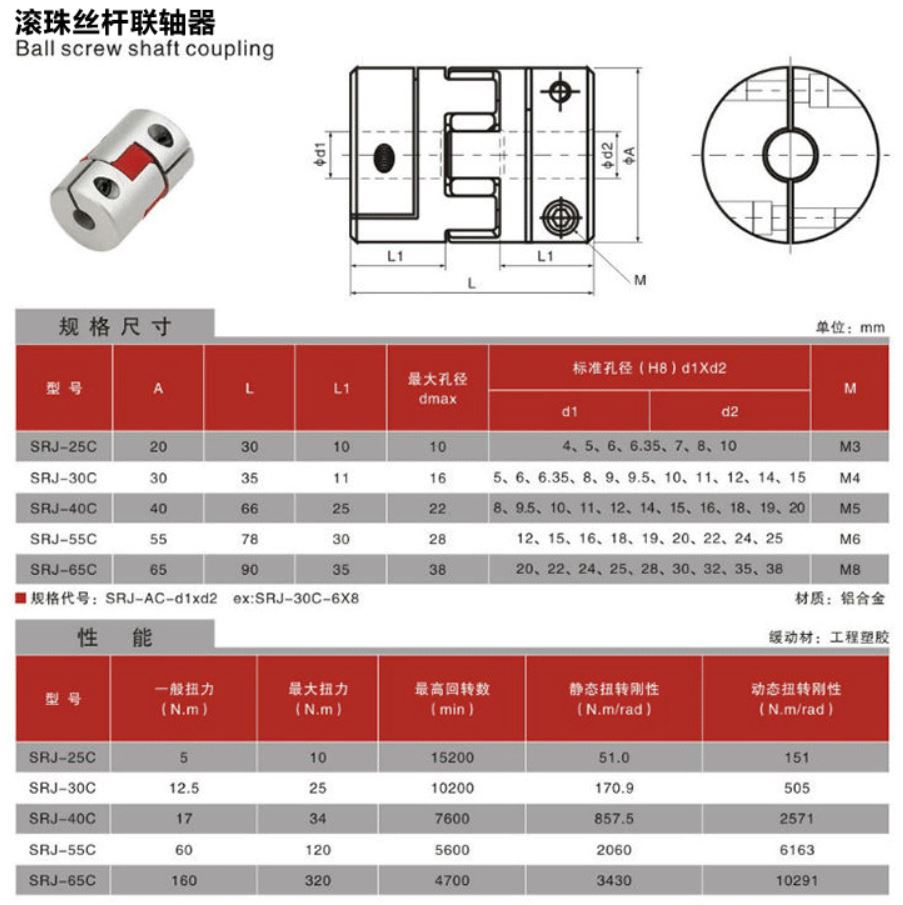 滚珠丝杆联轴器
Ball screw shaft coupling
φd1
φd2
φA
L1
L1
M
L
规格尺寸
单位：mm
型号 A L L1 最大孔径 dmax 标准孔径（H8）d1Xd2 M
d1 d2
SRJ-25C 20 30 10 10 4、5、6、6.35、7、8、10 M3
SRJ-30C 30 35 11 16 5、6、6.35、8、9、9.5、10、11、12、14、15 M4
SRJ-40C 40 66 25 22 8、9.5、10、11、12、14、15、16、18、19、20 M5
SRJ-55C 55 78 30 28 12、15、16、18、19、20、22、24、25 M6
SRJ-65C 65 90 35 38 20、22、24、25、28、30、32、35、38 M8
规格代号：SRJ-AC-d1xd2 ex:SRJ-30C-6X8 材质：铝合金
性能
缓动材：工程塑胶
型号 一般扭力（N.m） 最大扭力（N.m） 最高回转数（min） 静态扭转刚性（N.m/rad） 动态扭转刚性（N.m/rad）
SRJ-25C 5 10 15200 51.0 151
SRJ-30C 12.5 25 10200 170.9 505
SRJ-40C 17 34 7600 857.5 2571
SRJ-55C 60 120 5600 2060 6163
SRJ-65C 160 320 4700 3430 10291